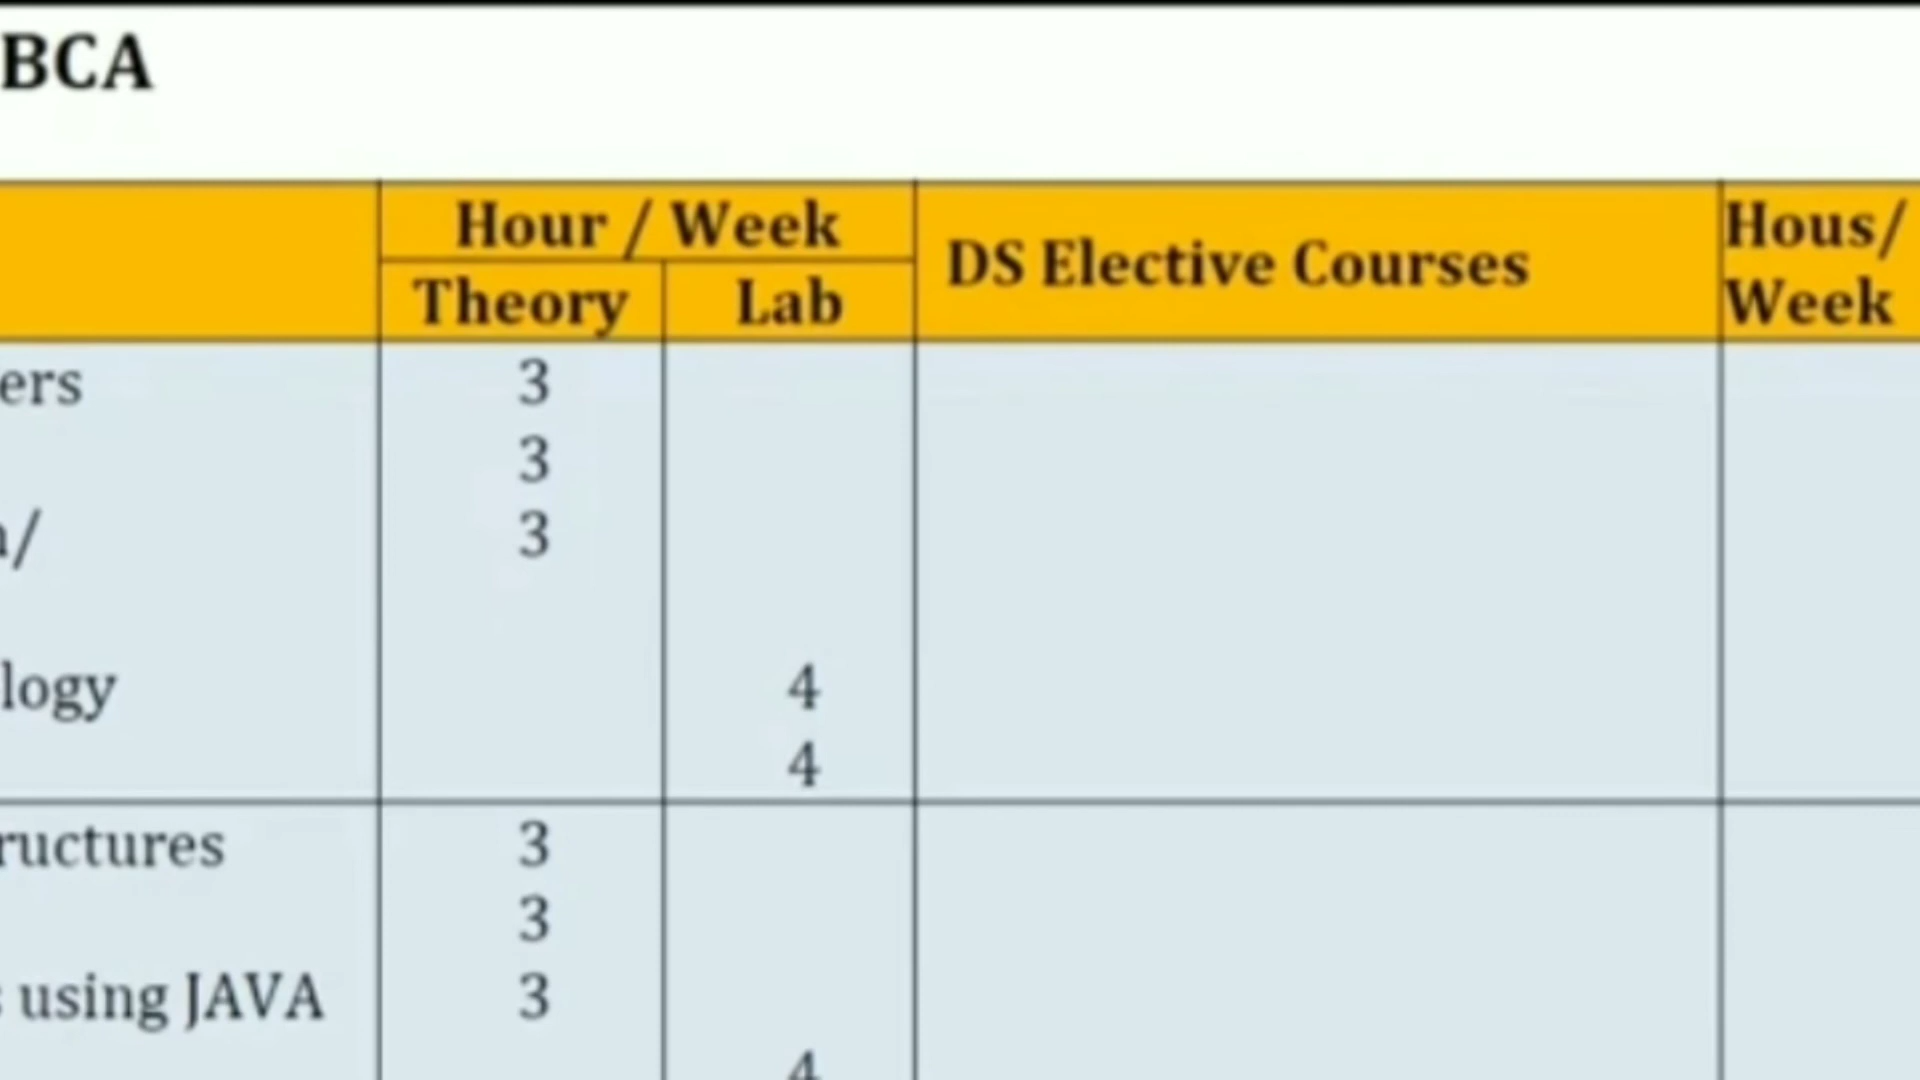 BCA
Hour / Week
DS Elective Courses
Hous/
Week
Theory Lab
ers 3
3
/ 3
logy 4
4
ructures 3
3
s using JAVA 3
4